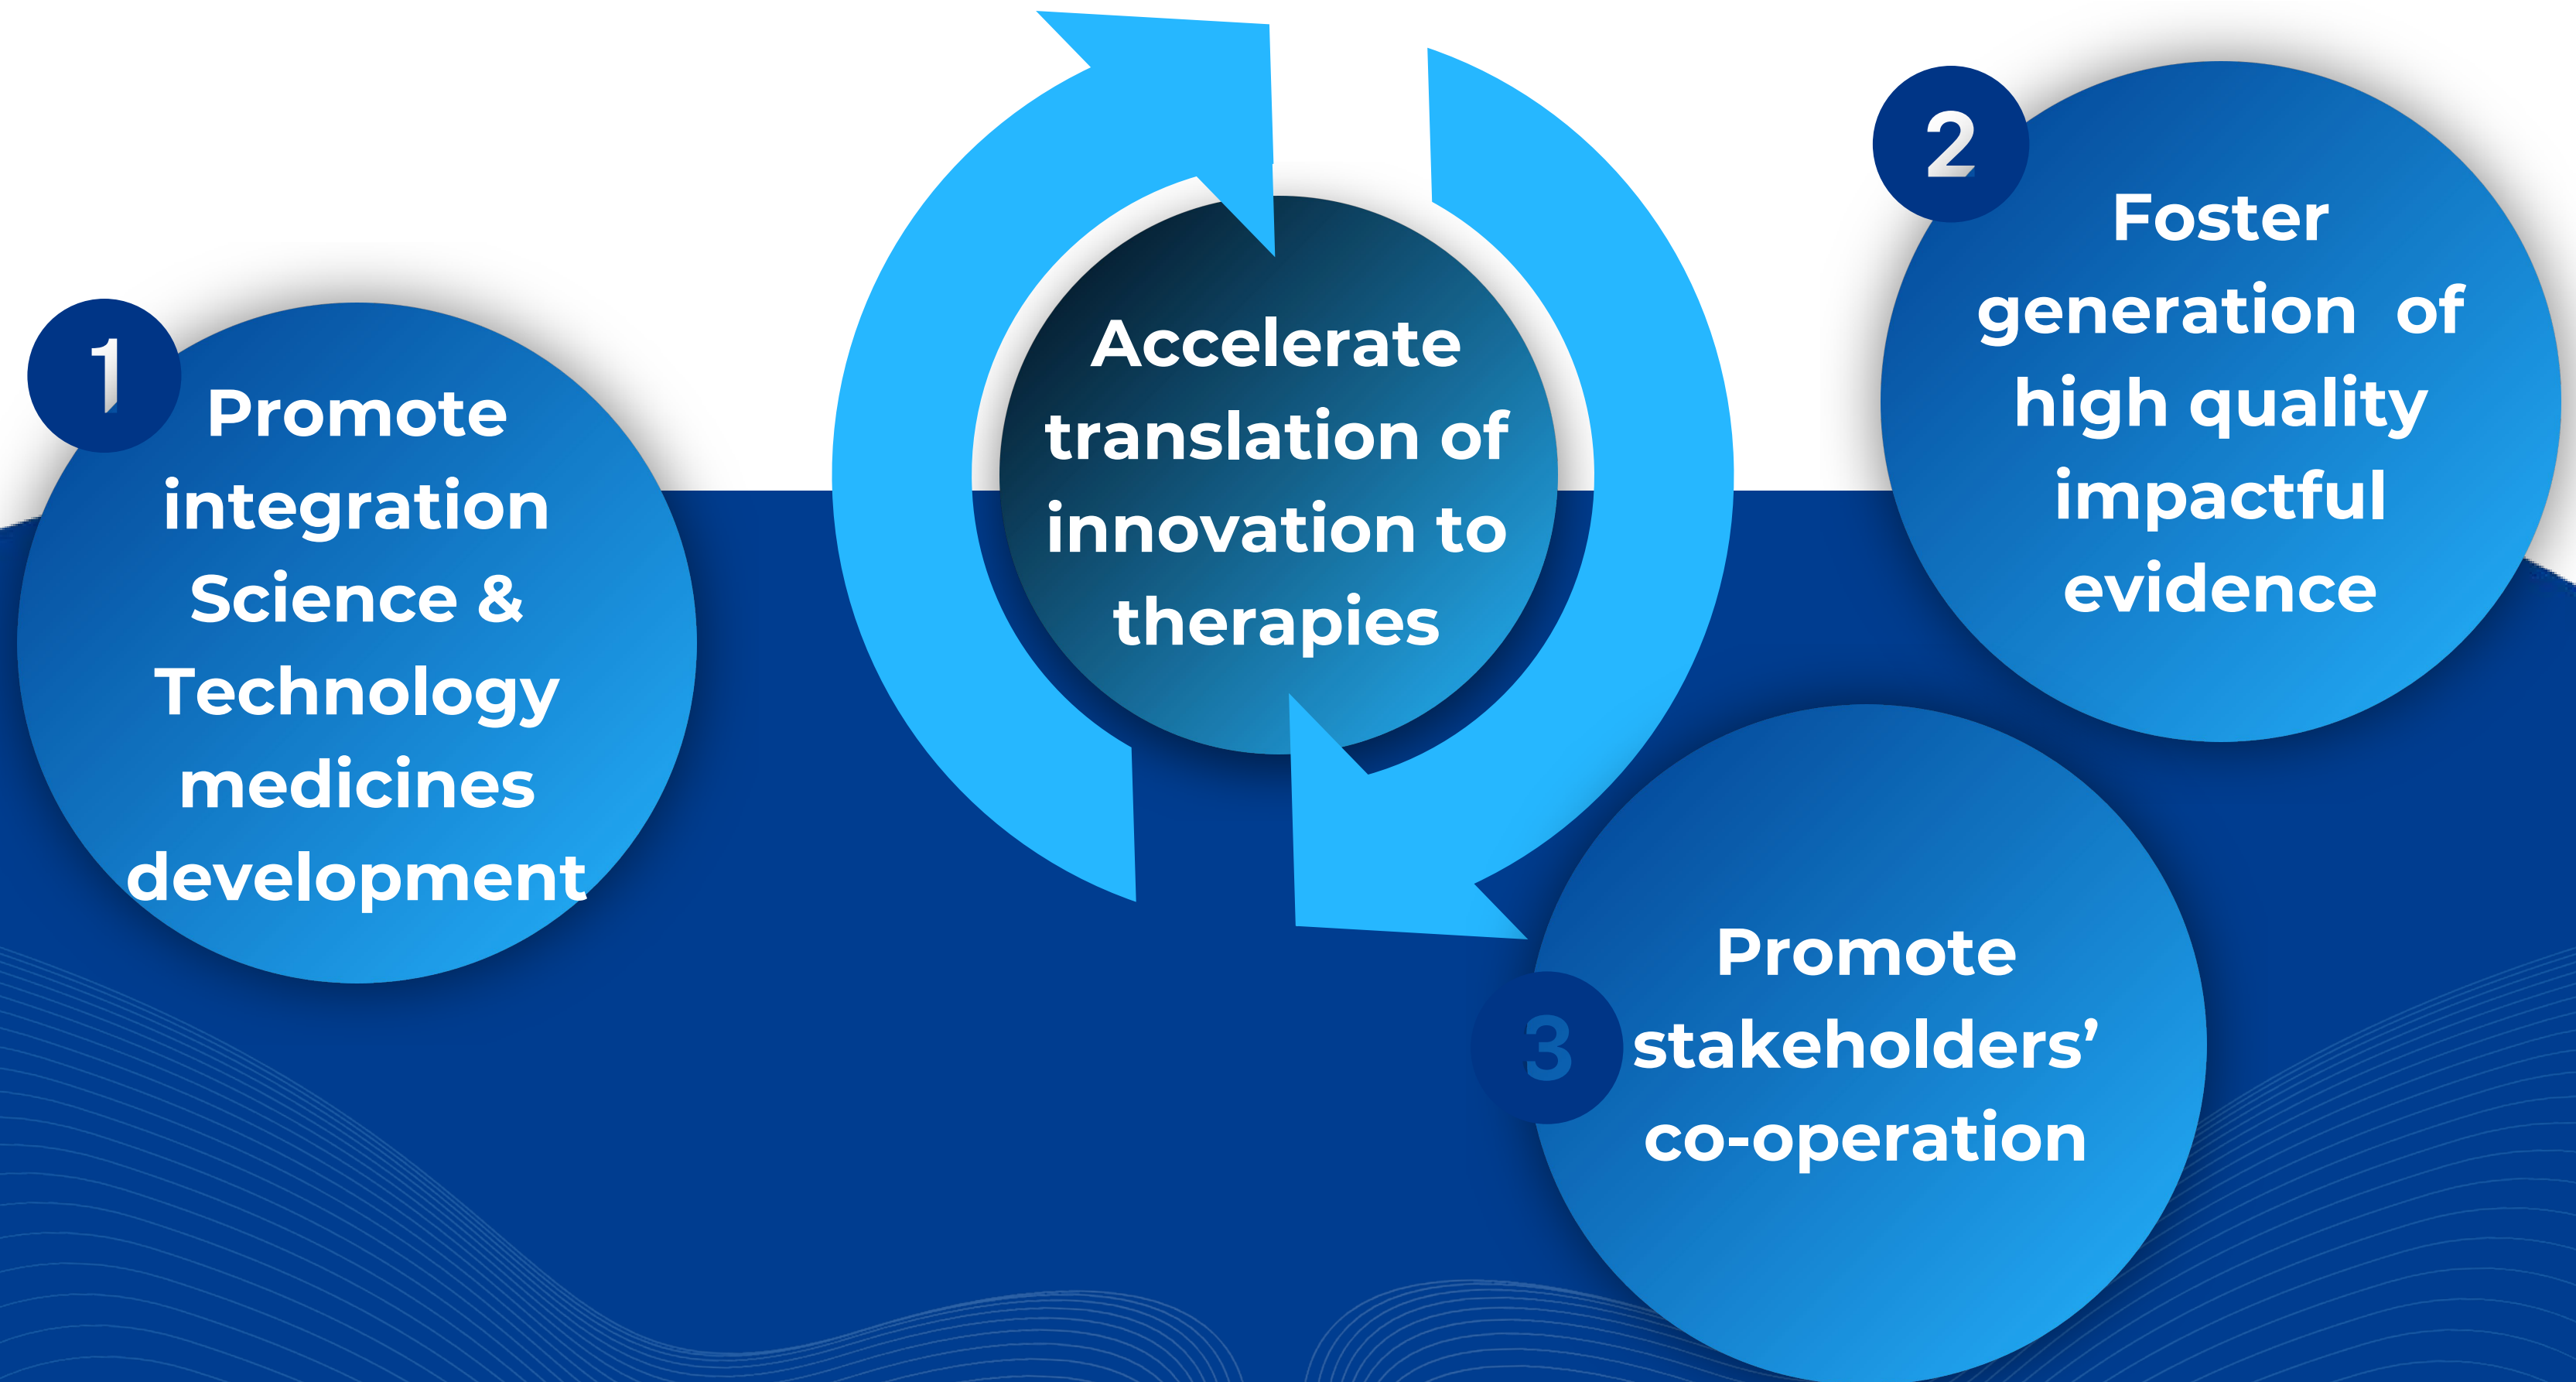 1
Promote
integration
Science &
Technology
medicines
development
Accelerate
translation of
innovation to
therapies
2
Foster
generation  of
high quality
impactful
evidence
3
Promote
stakeholders’
co-operation